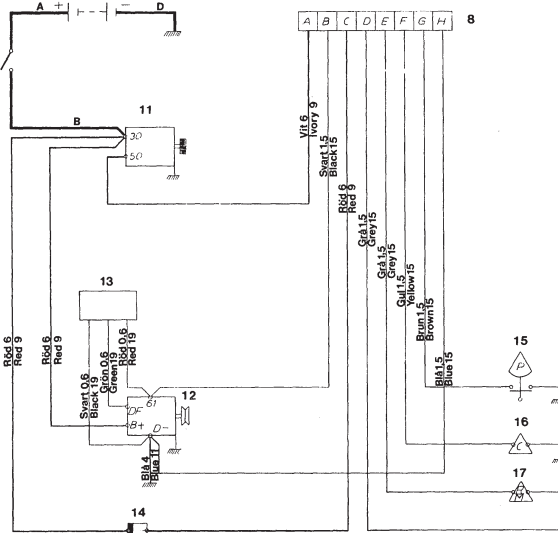 A + − D
8
A B C D E F G H
B
11
30
50
Vit 6
Ivory 9
Svart 1,5
Black 15
Röd 6
Red 9
Grå 1,5
Grey 15
Grå 1,5
Grey 15
Gul 1,5
Yellow 15
Brun 1,5
Brown 15
Blå 1,5
Blue 15
13
Röd 6
Red 9
Röd 6
Red 9
Svart 0,6
Black 19
Grön 0,6
Green 19
Röd 0,6
Red 19
12
61
DF
B+
D−
Blå 4
Blue 11
14
15
P
16
C
17